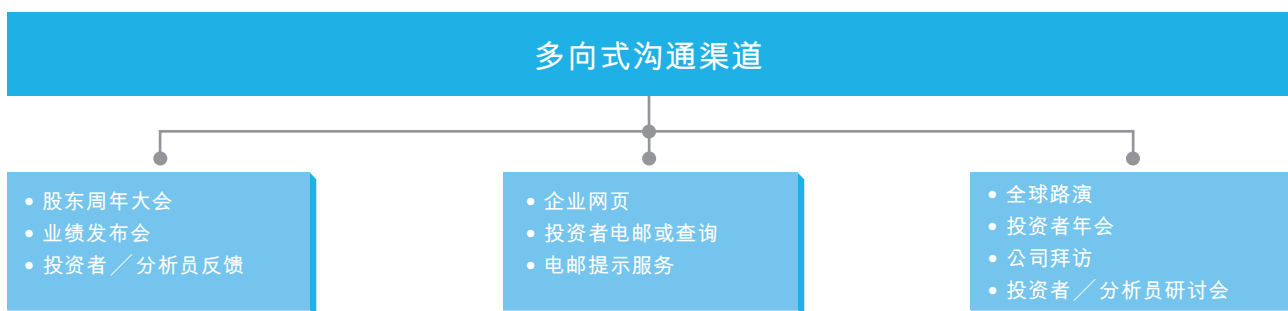 多向式沟通渠道
• 股东周年大会
• 业绩发布会
• 投资者／分析员反馈
• 企业网页
• 投资者电邮或查询
• 电邮提示服务
• 全球路演
• 投资者年会
• 公司拜访
• 投资者／分析员研讨会